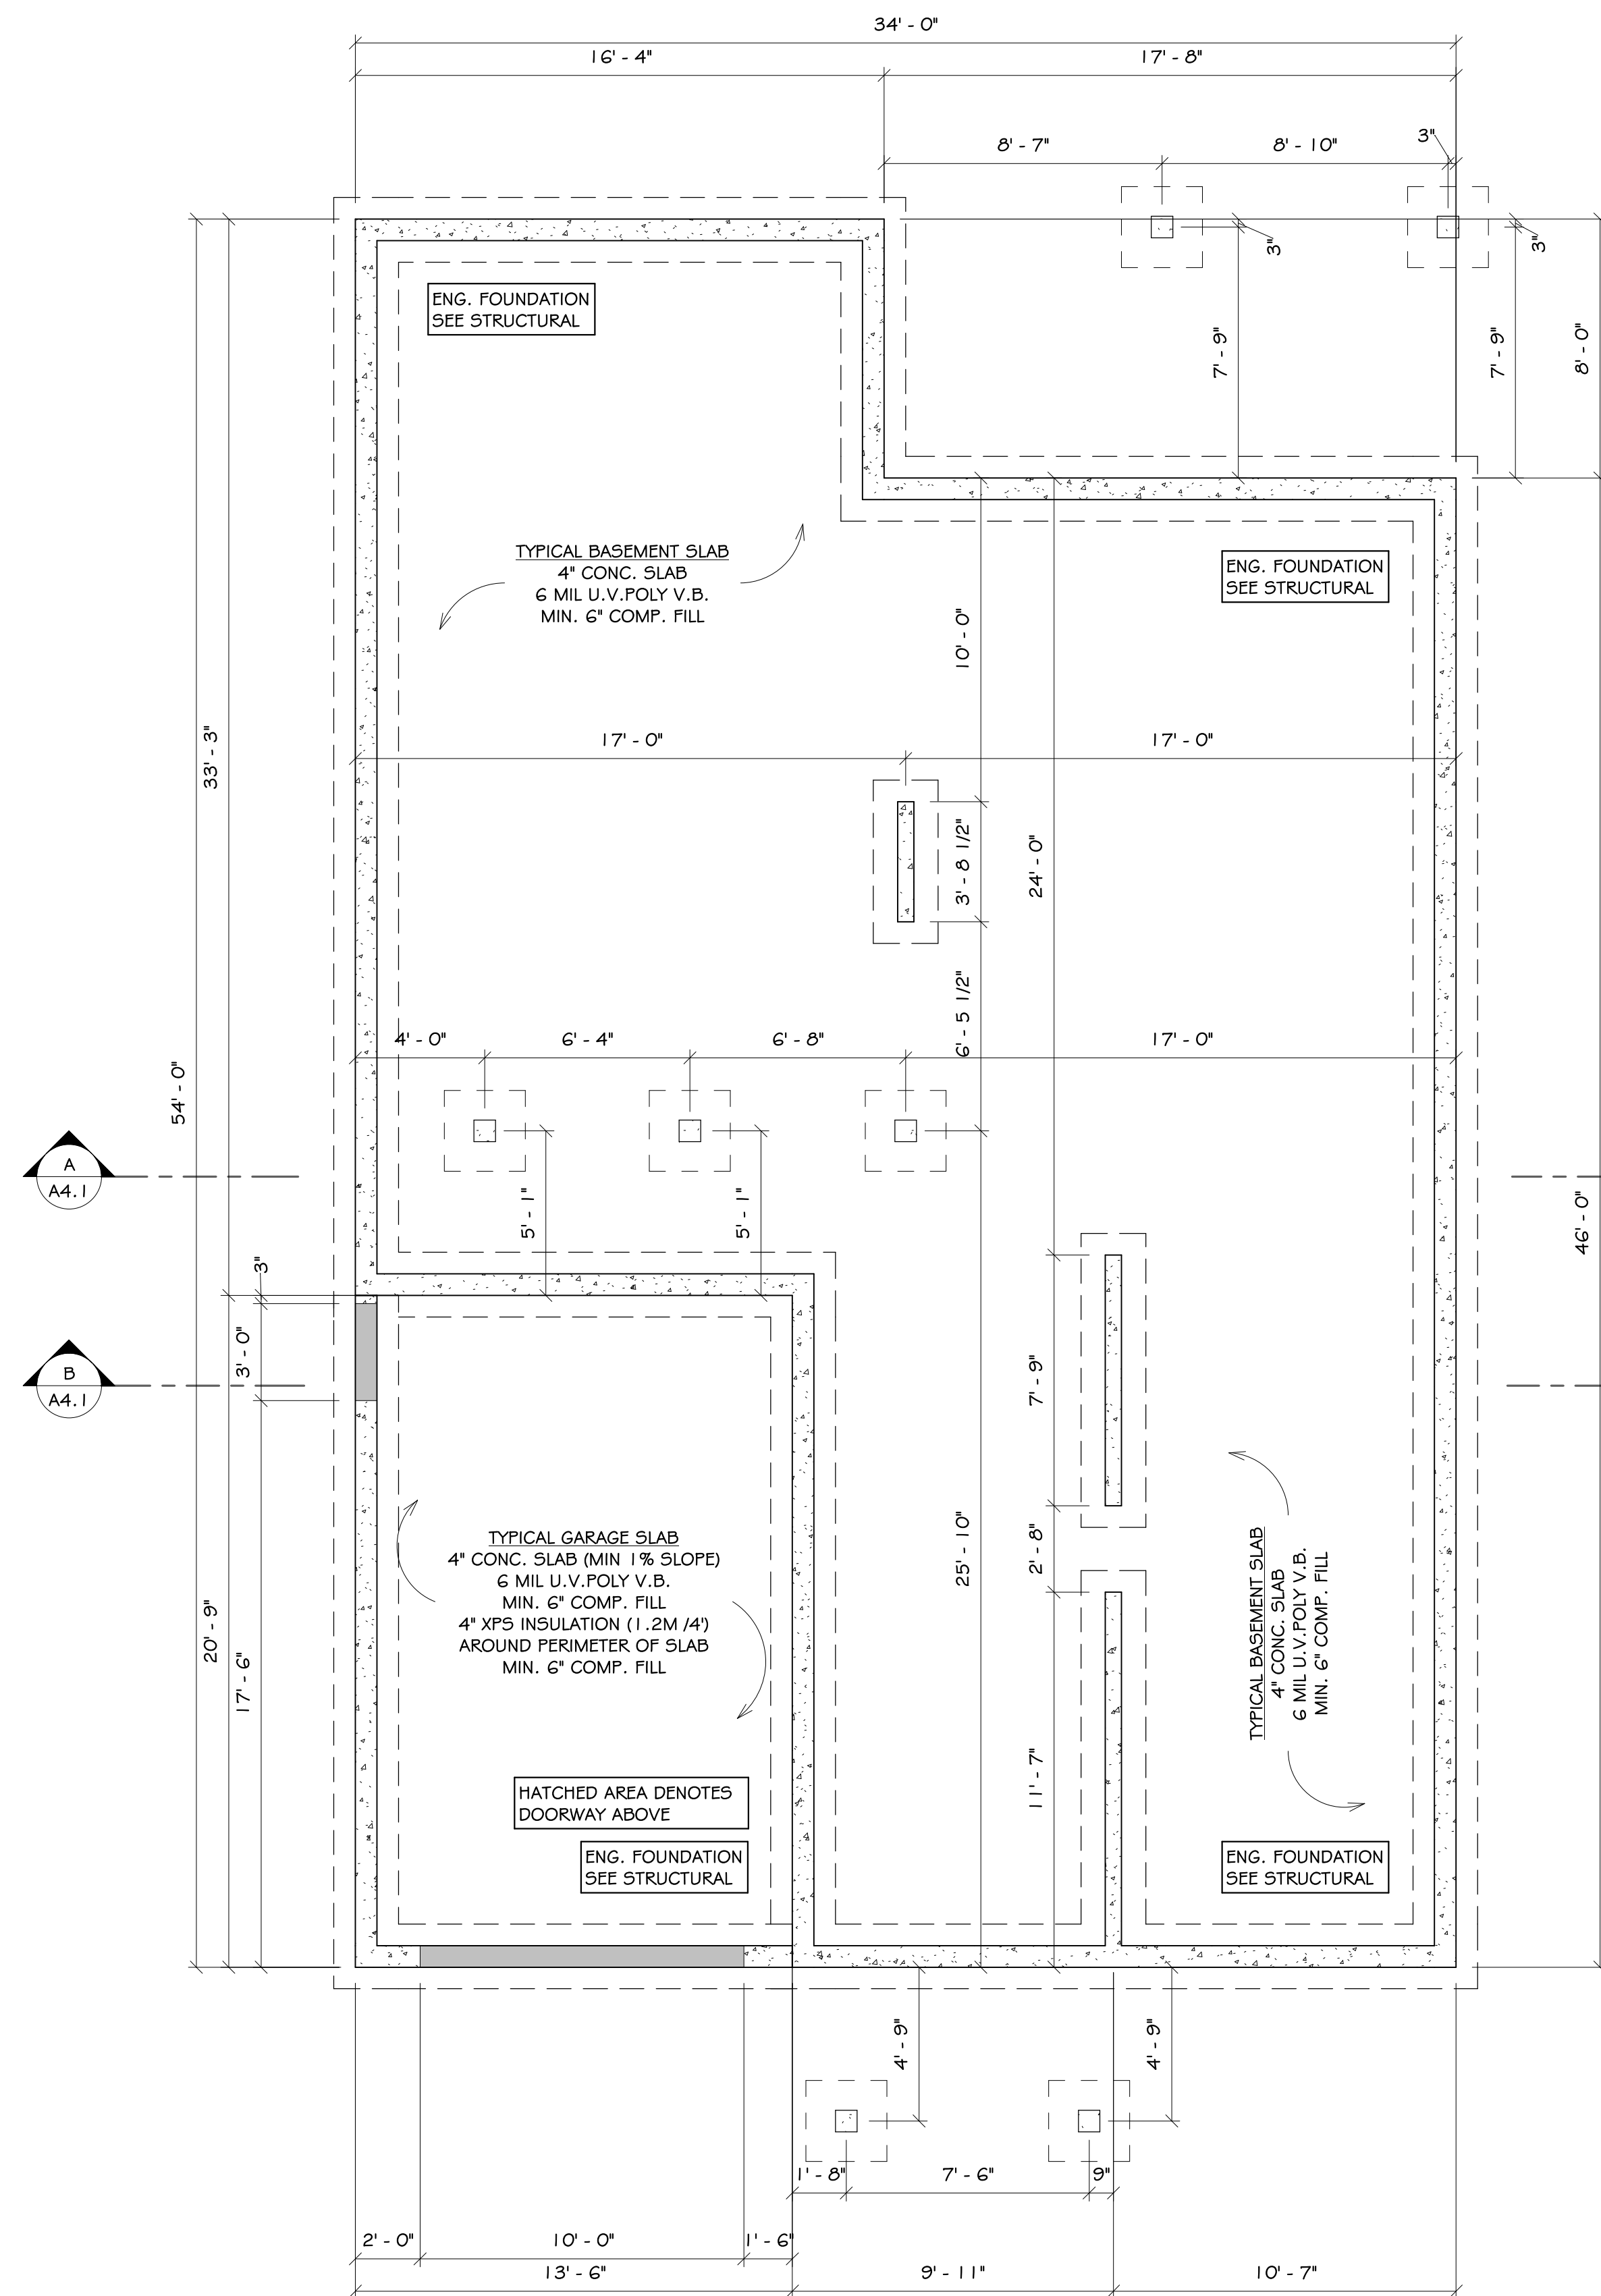 34' - 0"
16' - 4"
17' - 8"
3"
8' - 7"
8' - 10"
3"
3"
ENG. FOUNDATION
SEE STRUCTURAL
7' - 9"
7' - 9"
8' - 0"
TYPICAL BASEMENT SLAB
4" CONC. SLAB
6 MIL U.V.POLY V.B.
MIN. 6" COMP. FILL
ENG. FOUNDATION
SEE STRUCTURAL
10' - 0"
33' - 3"
17' - 0"
17' - 0"
3' - 8 1/2"
24' - 0"
6' - 5 1/2"
4' - 0"
6' - 4"
6' - 8"
17' - 0"
54' - 0"
A
A4.1
5' - 1"
5' - 1"
46' - 0"
3"
3' - 0"
B
A4.1
7' - 9"
TYPICAL GARAGE SLAB
4" CONC. SLAB (MIN 1% SLOPE)
6 MIL U.V.POLY V.B.
MIN. 6" COMP. FILL
4" XPS INSULATION (1.2M /4')
AROUND PERIMETER OF SLAB
MIN. 6" COMP. FILL
25' - 10"
2' - 8"
TYPICAL BASEMENT SLAB
4" CONC. SLAB
6 MIL U.V.POLY V.B.
MIN. 6" COMP. FILL
20' - 9"
17' - 6"
11' - 7"
HATCHED AREA DENOTES
DOORWAY ABOVE
ENG. FOUNDATION
SEE STRUCTURAL
ENG. FOUNDATION
SEE STRUCTURAL
4' - 9"
4' - 9"
1' - 8"
7' - 6"
9"
2' - 0"
10' - 0"
1' - 6"
13' - 6"
9' - 11"
10' - 7"